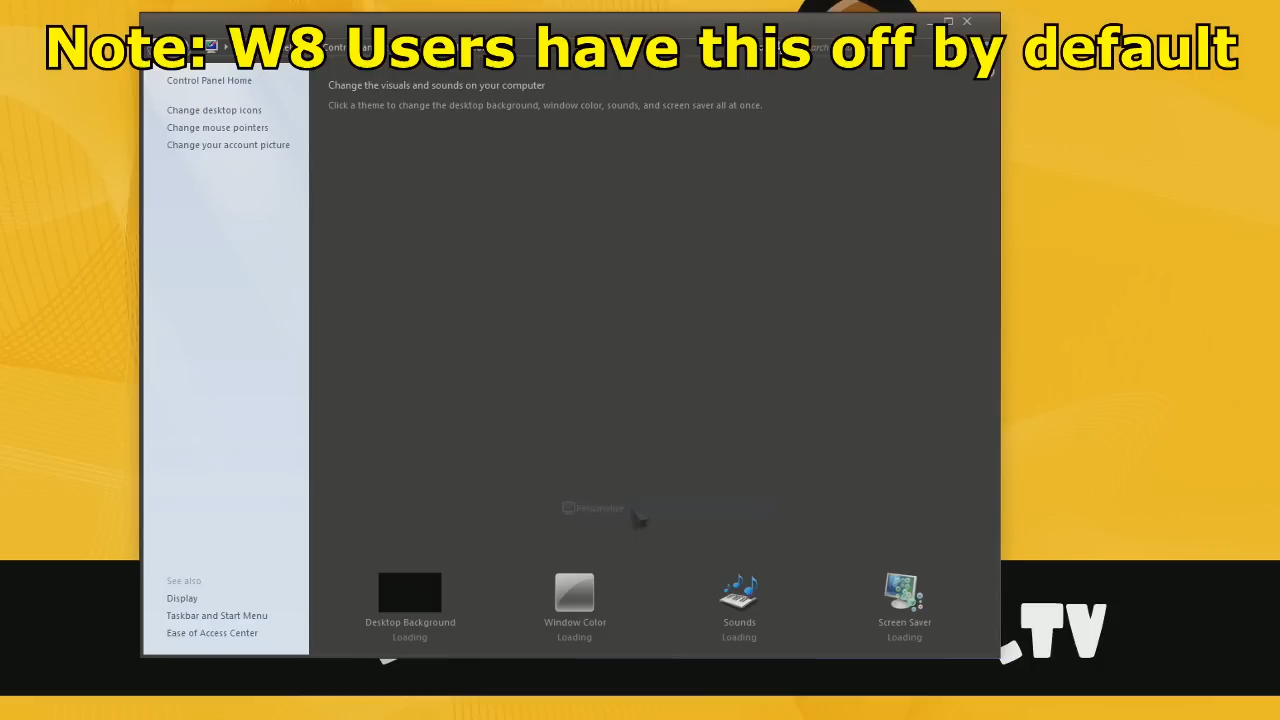 Note: W8 Users have this off by default
Control Panel Home
Change desktop icons
Change mouse pointers
Change your account picture
Change the visuals and sounds on your computer
Click a theme to change the desktop background, window color, sounds, and screen saver all at once.
Personalize
See also
Display
Taskbar and Start Menu
Ease of Access Center
Desktop Background
Loading
Window Color
Loading
Sounds
Loading
Screen Saver
Loading
.TV